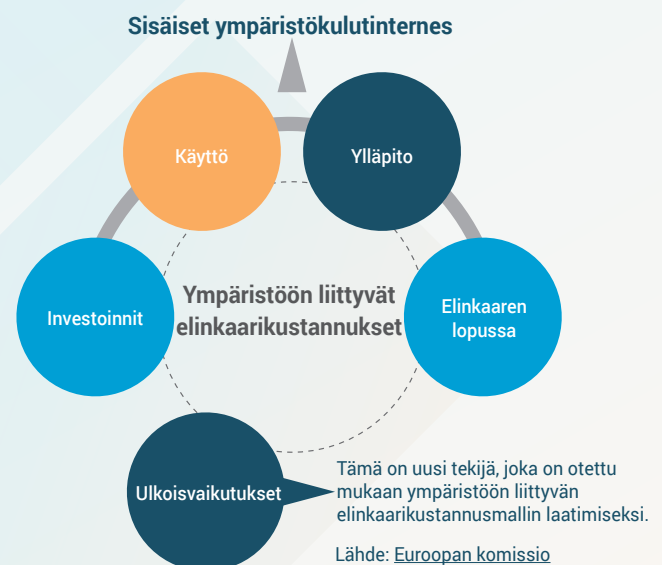 Sisäiset ympäristökulutinternes
Käyttö
Ylläpito
Investoinnit
Ympäristöön liittyvät
elinkaarikustannukset
Elinkaaren
lopussa
Ulkoisvaikutukset
Tämä on uusi tekijä, joka on otettu
mukaan ympäristöön liittyvän
elinkaarikustannusmallin laatimiseksi.
Lähde: Euroopan komissio